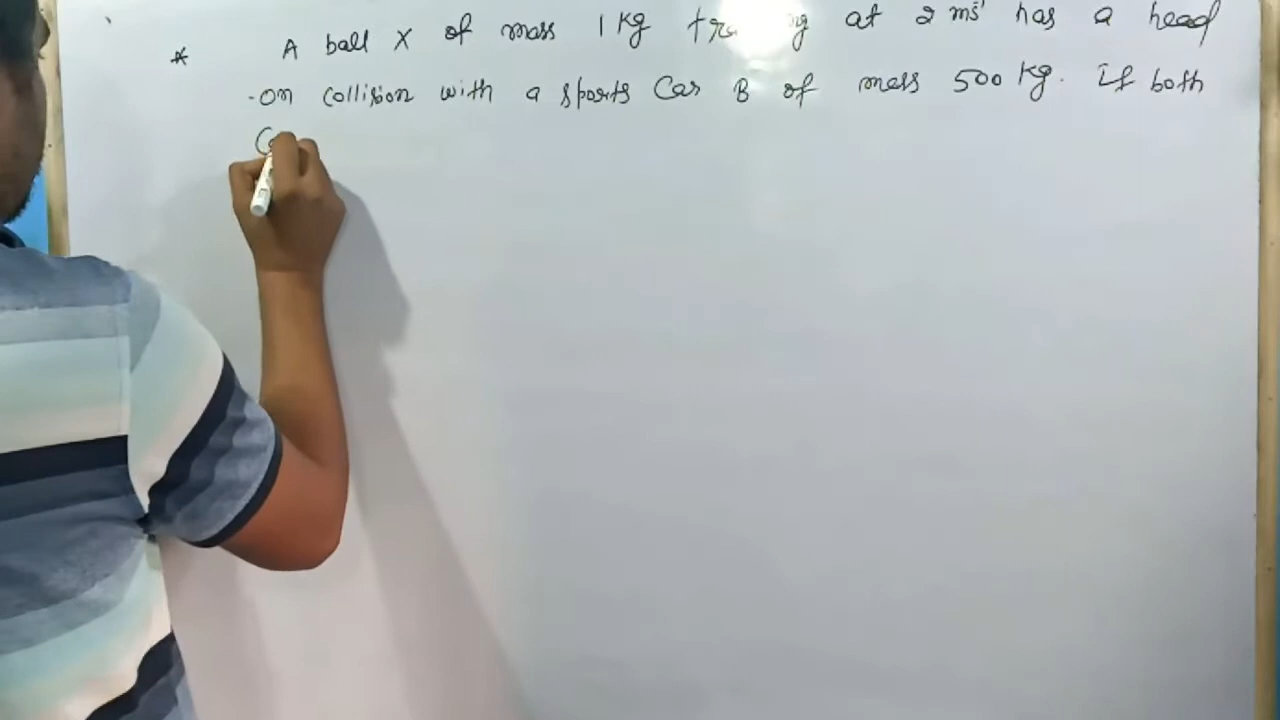 * A ball X of mass 1 kg at 2 ms⁻¹ has a head
-on collision with a sports Car B of mass 500 kg. If both